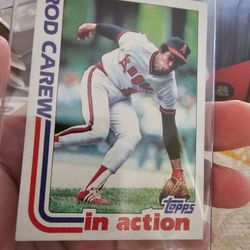 ROD CAREW
in action
TOPPS